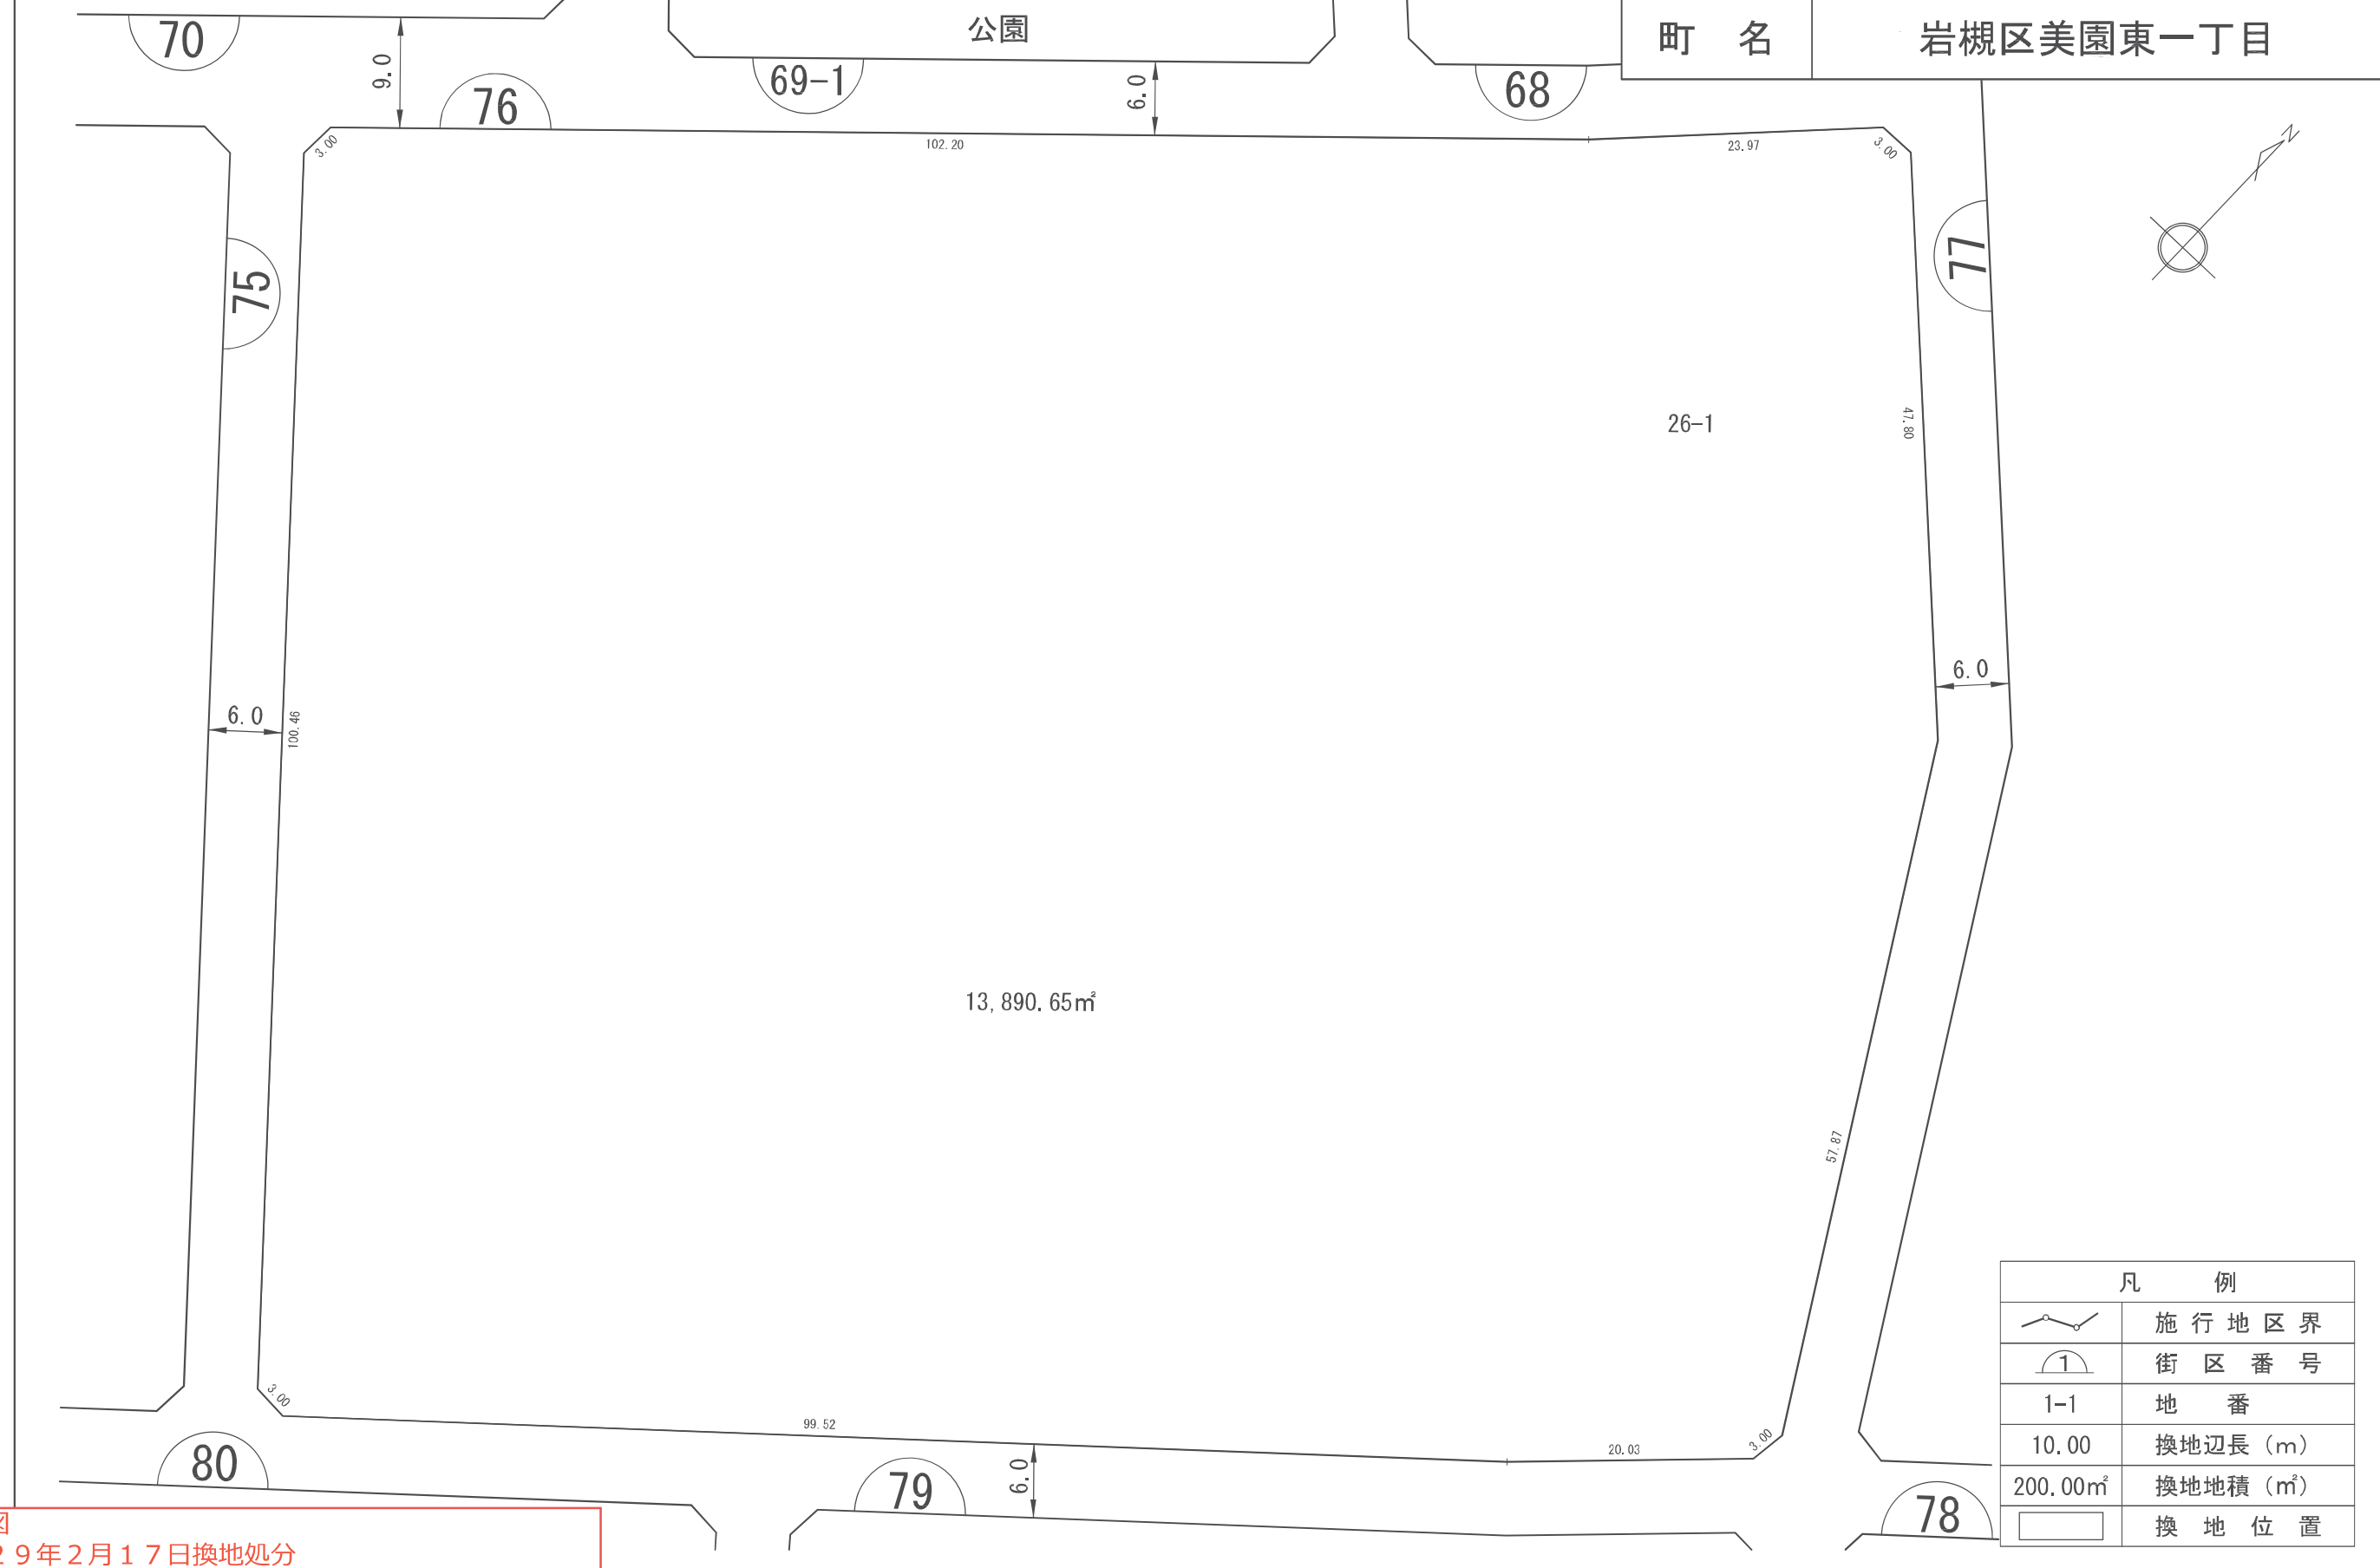 公園
町 名 岩槻区美園東一丁目
70
9.0
76
69-1
6.0
68
3.00
102.20
23.97
3.00
N
75
77
47.80
26-1
6.0
6.0
100.46
13,890.65㎡
57.87
3.00
99.52
20.03
3.00
80
79
6.0
78
凡 例
施行地区界
1 街区番号
1-1 地番
10.00 換地辺長(m)
200.00㎡ 換地地積(㎡)
換地位置
図
29年2月17日換地処分